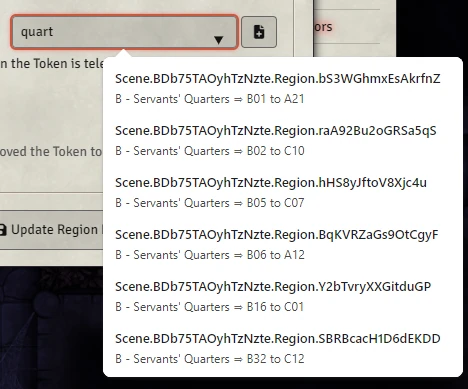 quart
ors
n the Token is tele
Scene.BDb75TAOyhTzNzte.Region.bS3WGhmxEsAkrfnZ
B - Servants' Quarters ⇒ B01 to A21
Scene.BDb75TAOyhTzNzte.Region.raA92Bu2oGRSa5qS
B - Servants' Quarters ⇒ B02 to C10
oved the Token to
Scene.BDb75TAOyhTzNzte.Region.hHS8yJftoV8Xjc4u
B - Servants' Quarters ⇒ B05 to C07
Update Region
Scene.BDb75TAOyhTzNzte.Region.BqKVRZaGs9OtCgyF
B - Servants' Quarters ⇒ B06 to A12
Scene.BDb75TAOyhTzNzte.Region.Y2bTvryXXGitduGP
B - Servants' Quarters ⇒ B16 to C01
Scene.BDb75TAOyhTzNzte.Region.SBRBcacH1D6dEKDD
B - Servants' Quarters ⇒ B32 to C12